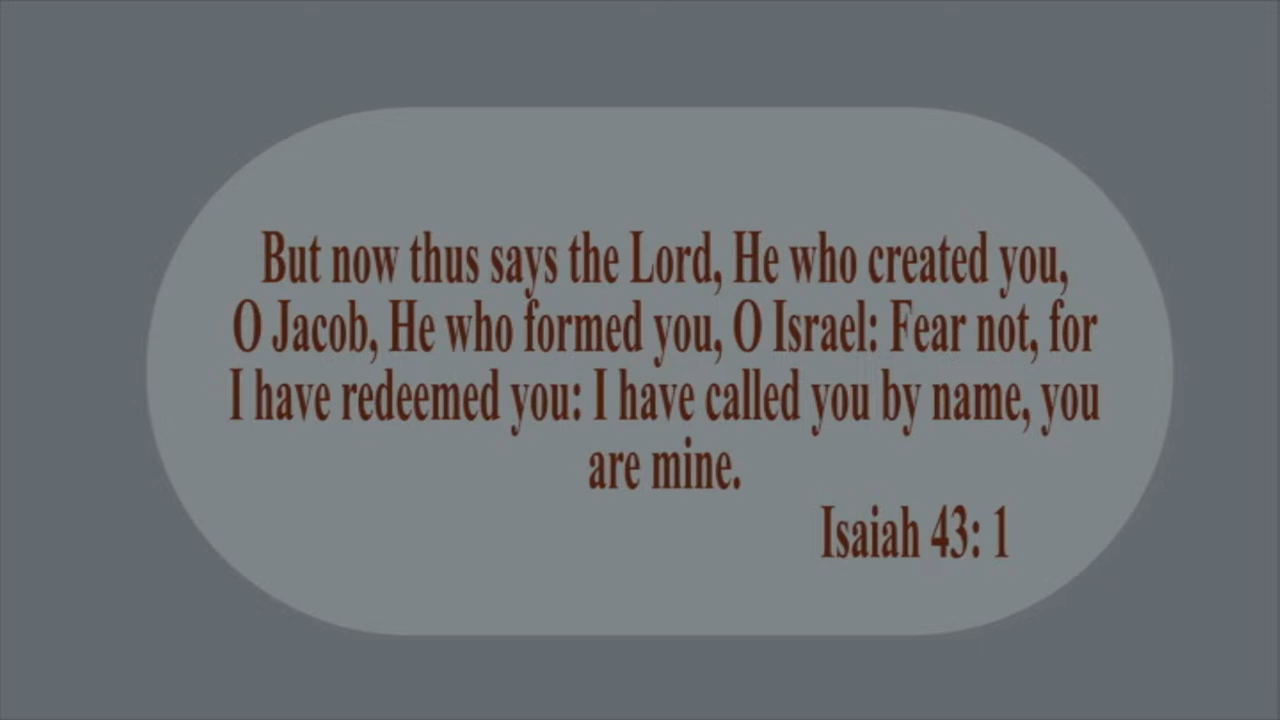 But now thus says the Lord, He who created you,
O Jacob, He who formed you, O Israel: Fear not, for
I have redeemed you: I have called you by name, you
are mine.
Isaiah 43: 1